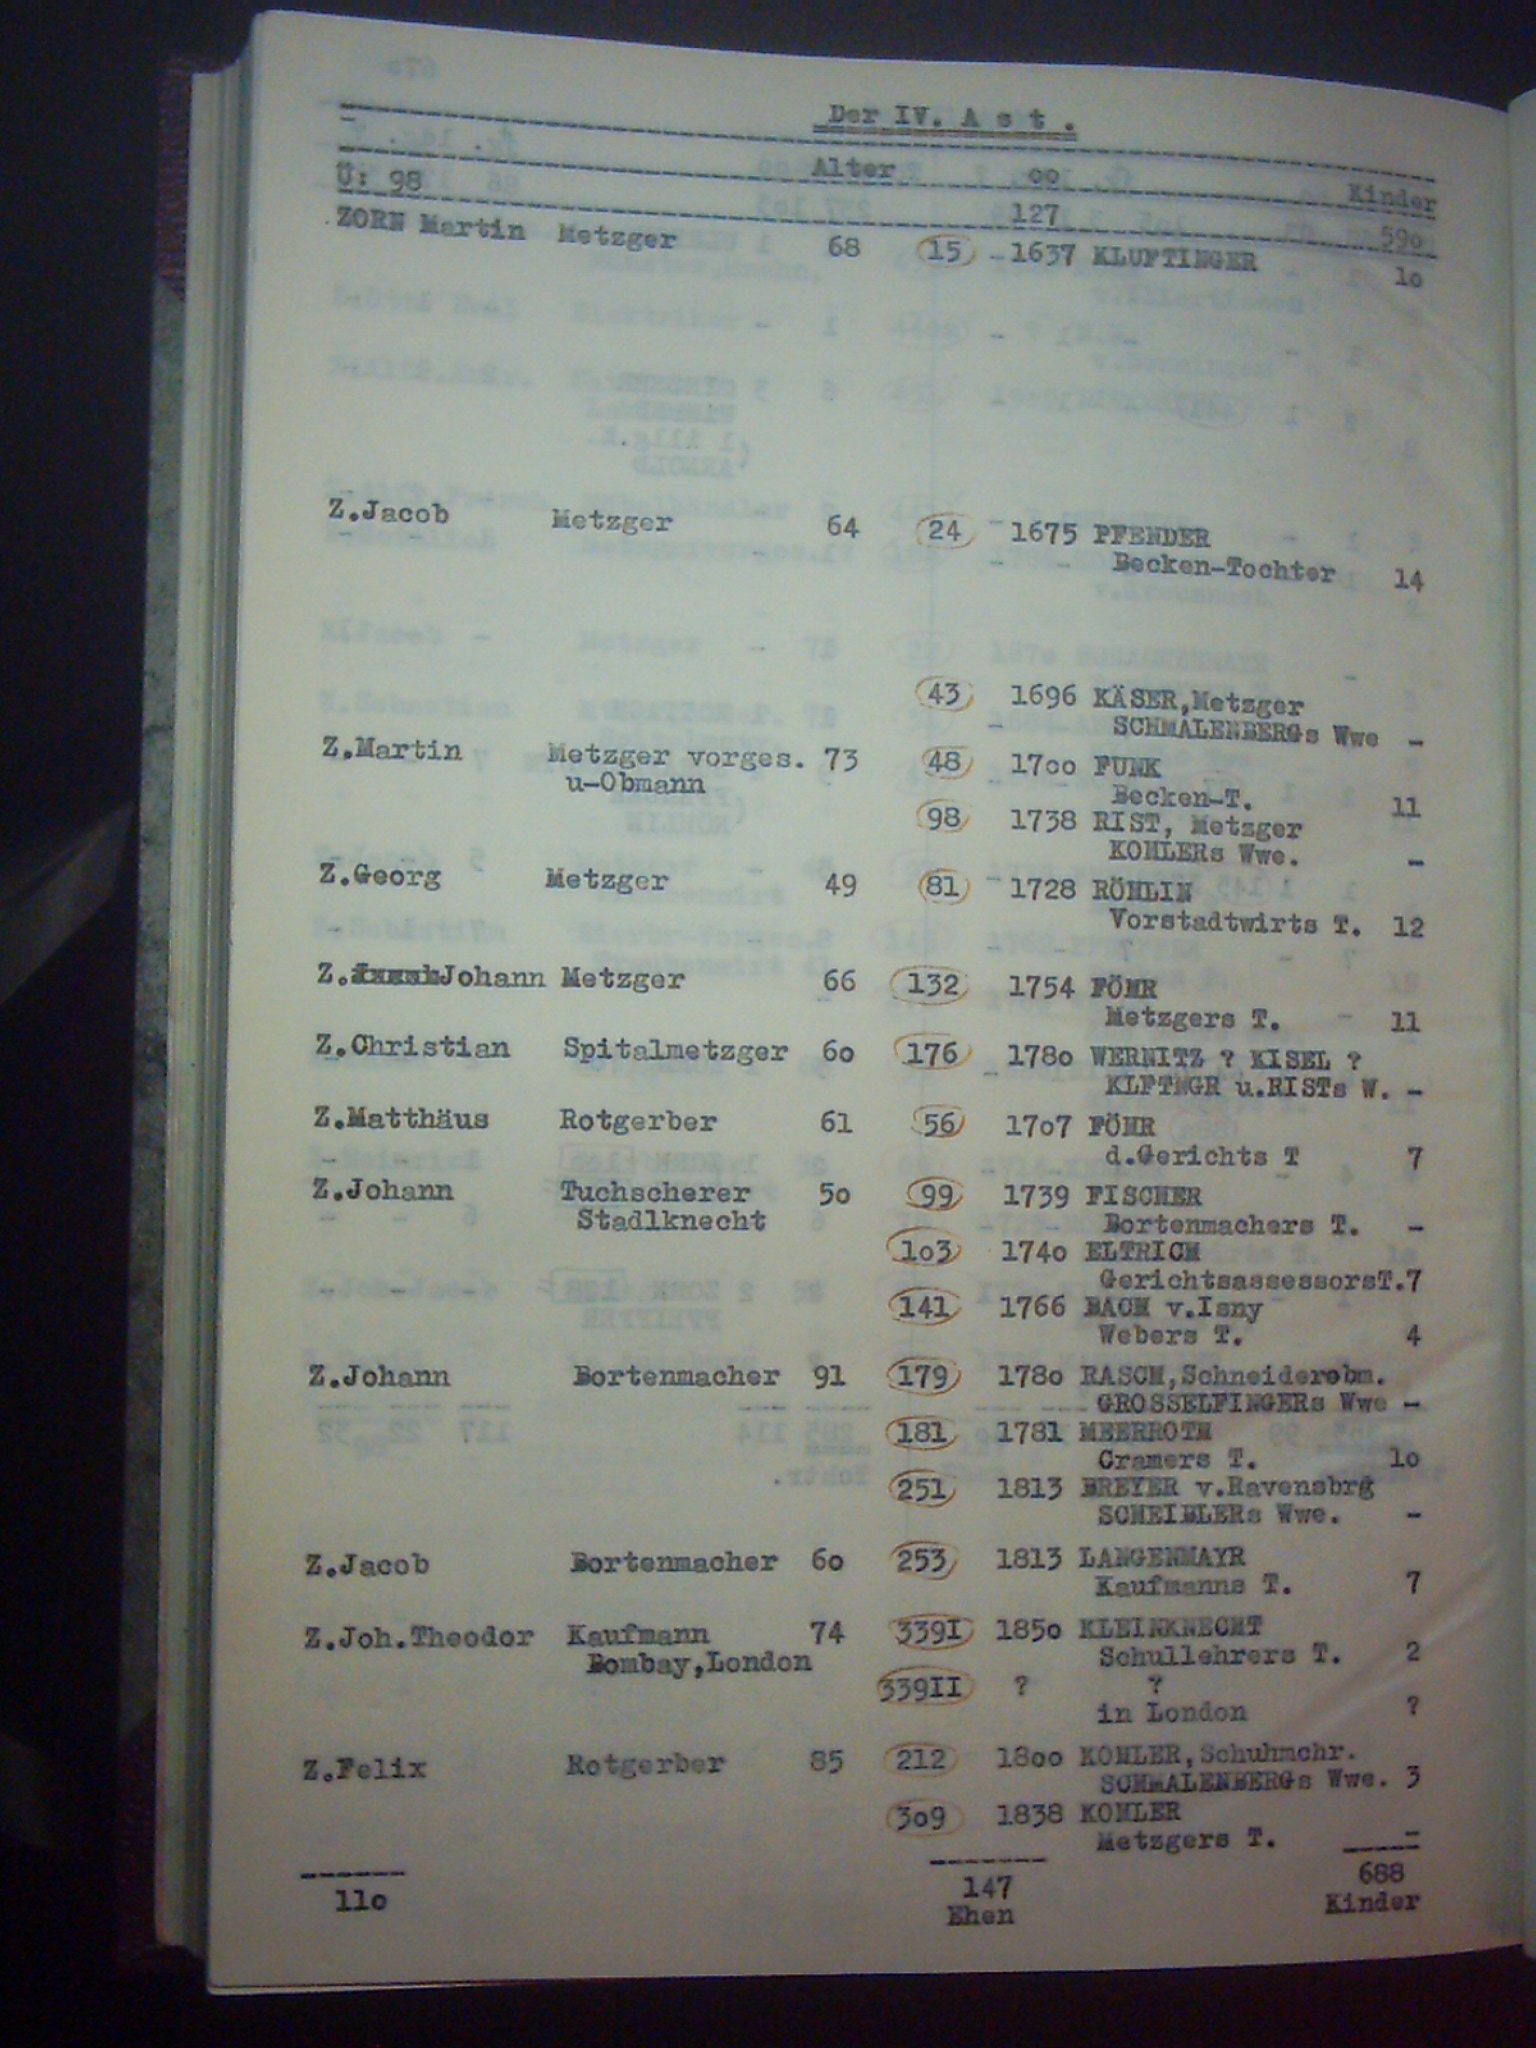 Der IV. A s t .
Alter oo Kinder
Ü: 98 127 59o
ZORN Martin Metzger 68 15 - 1637 KLUFTINGER 1o
Z.Jacob Metzger 64 24 1675 PFENDER
Becken-Tochter 14
43 1696 KÄSER,Metzger
SCHMALENBERGs Wwe -
Z.Martin Metzger vorges. 73 48 17oo FUNK
u-Obmann Becken-T. 11
98 1738 RIST, Metzger
KOHLERs Wwe. -
Z.Georg Metzger 49 81 1728 RÖHLIN
Vorstadtwirts T. 12
Z.Johann Metzger 66 132 1754 FÖHR
Metzgers T. 11
Z.Christian Spitalmetzger 6o 176 178o WERNITZ ? KISEL ?
KLFTNGR u.RISTs W. -
Z.Matthäus Rotgerber 61 56 17o7 FÖHR
d.Gerichts T 7
Z.Johann Tuchscherer 5o 99 1739 FISCHER
Stadlknecht Bortenmachers T. -
1o3 174o ELTRICH
GerichtsassessorsT.7
141 1766 BACH v.Isny
Webers T. 4
Z.Johann Bortenmacher 91 179 178o RASCH,Schneiderobm.
GROSSELFINGERs Wwe -
181 1781 MEERROTH
Cramers T. 1o
251 1813 BREYER v.Ravensbrg
SCHEIBLERs Wwe. -
Z.Jacob Bortenmacher 6o 253 1813 LANGENMAYR
Kaufmanns T. 7
Z.Joh.Theodor Kaufmann 74 339I 185o KLEINKNECHT
Bombay,London Schullehrers T. 2
339II ? ?
in London ?
Z.Felix Rotgerber 85 212 18oo KOHLER,Schuhmchr.
SCHmALENBERGs Wwe. 3
3o9 1838 KOHLER
Metzgers T. -
11o 147 688
Ehen Kinder